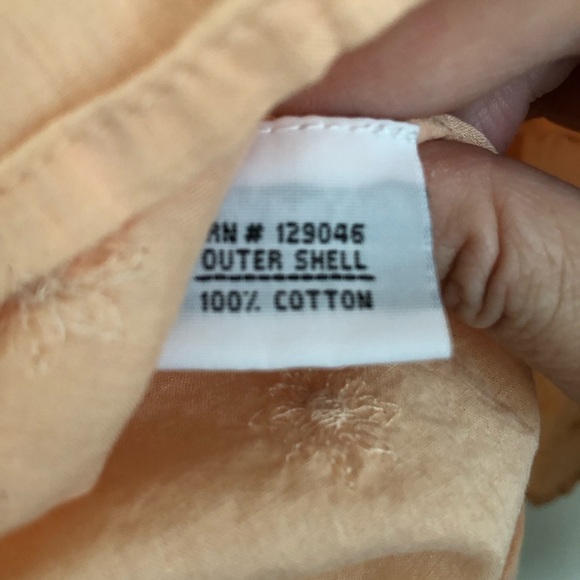 RN # 129046
OUTER SHELL
100% COTTON